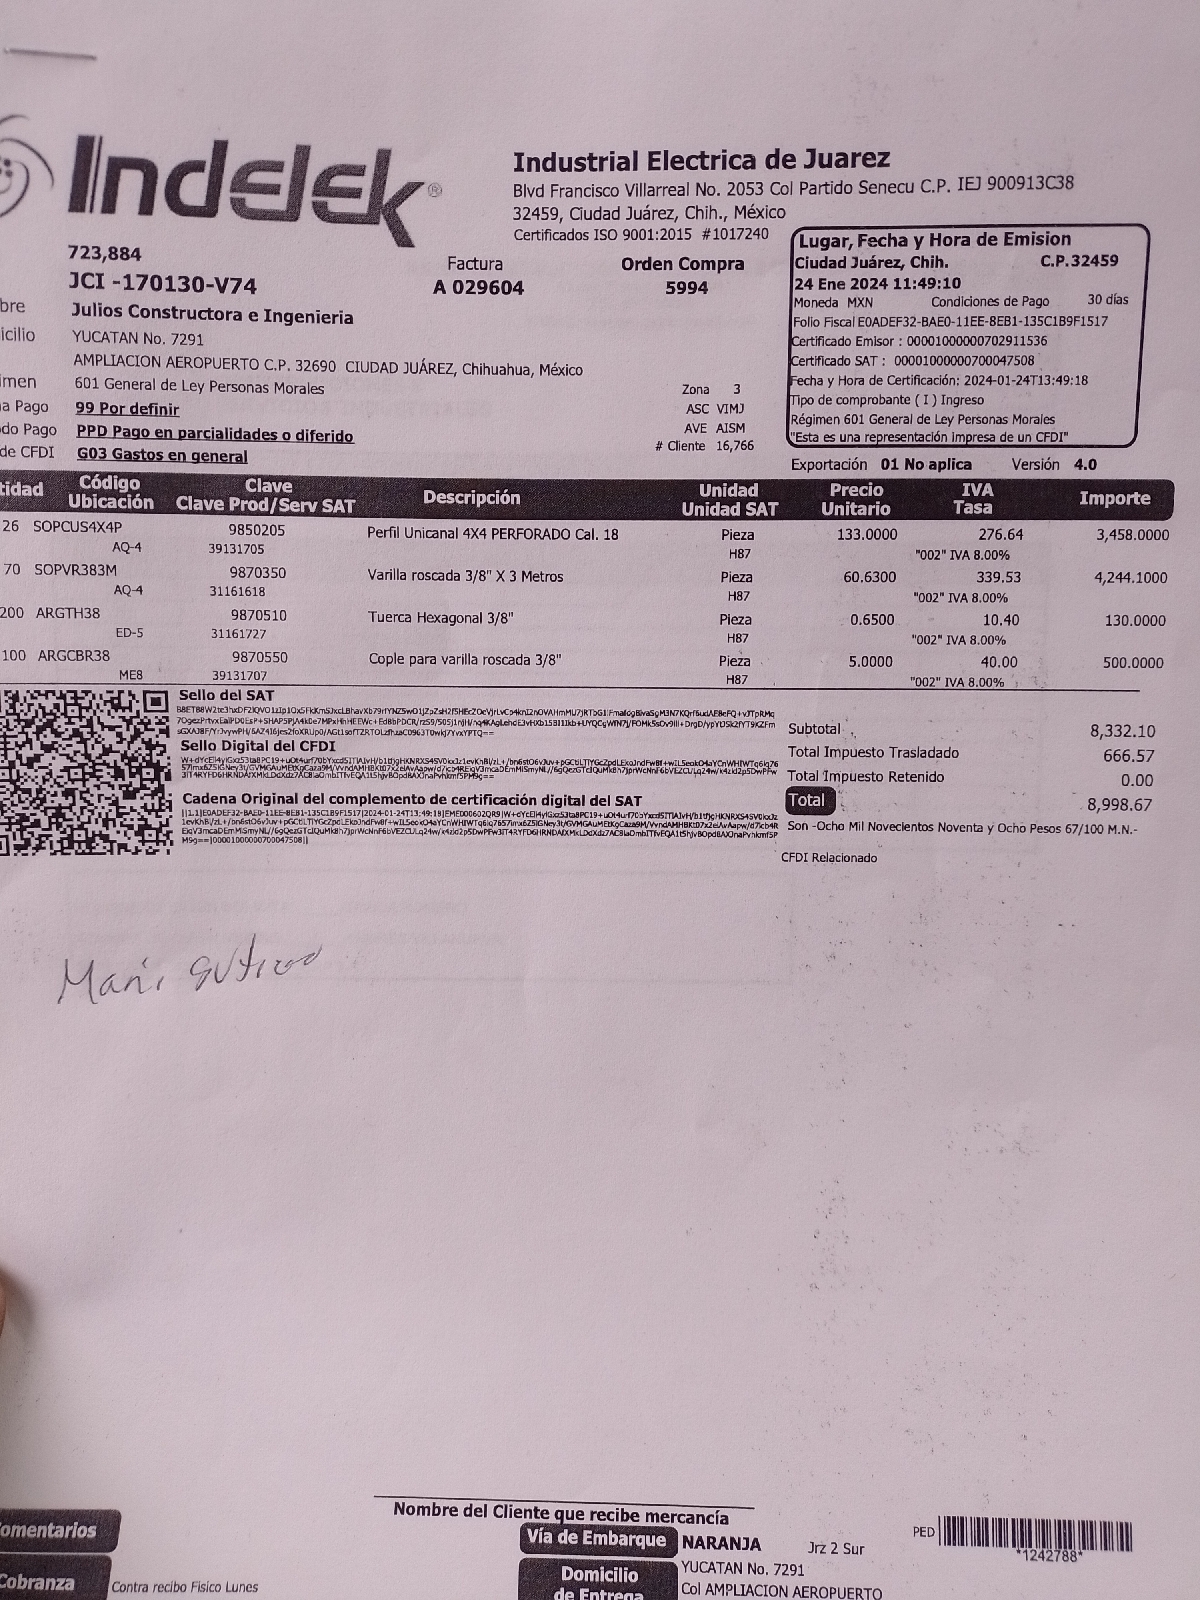 Indelek®
Industrial Electrica de Juarez
Blvd Francisco Villarreal No. 2053 Col Partido Senecu C.P. IEJ 900913C38
32459, Ciudad Juárez, Chih., México
Certificados ISO 9001:2015 #1017240
723,884
JCI -170130-V74
Factura
A 029604
Orden Compra
5994
Lugar, Fecha y Hora de Emision
Ciudad Juárez, Chih. C.P.32459
24 Ene 2024 11:49:10
Moneda MXN Condiciones de Pago 30 días
Folio Fiscal E0ADEF32-BAE0-11EE-8EB1-135C1B9F1517
Certificado Emisor : 00001000000702911536
Certificado SAT : 00001000000700047508
Fecha y Hora de Certificación: 2024-01-24T13:49:18
Tipo de comprobante ( I ) Ingreso
Régimen 601 General de Ley Personas Morales
"Esta es una representación impresa de un CFDI"
Exportación 01 No aplica Versión 4.0
bre Julios Constructora e Ingenieria
icilio YUCATAN No. 7291
AMPLIACION AEROPUERTO C.P. 32690 CIUDAD JUÁREZ, Chihuahua, México
imen 601 General de Ley Personas Morales
a Pago 99 Por definir
do Pago PPD Pago en parcialidades o diferido
de CFDI G03 Gastos en general
Zona 3
ASC VIMJ
AVE AISM
# Cliente 16,766
tidad Código Ubicación Clave Clave Prod/Serv SAT Descripción Unidad Unidad SAT Precio Unitario IVA Tasa Importe
26 SOPCUS4X4P 9850205 Perfil Unicanal 4X4 PERFORADO Cal. 18 Pieza 133.0000 276.64 3,458.0000
AQ-4 39131705 H87 "002" IVA 8.00%
70 SOPVR383M 9870350 Varilla roscada 3/8" X 3 Metros Pieza 60.6300 339.53 4,244.1000
AQ-4 31161618 H87 "002" IVA 8.00%
200 ARGTH38 9870510 Tuerca Hexagonal 3/8" Pieza 0.6500 10.40 130.0000
ED-5 31161727 H87 "002" IVA 8.00%
100 ARGCBR38 9870550 Cople para varilla roscada 3/8" Pieza 5.0000 40.00 500.0000
ME8 39131707 H87 "002" IVA 8.00%
Sello del SAT
Sello Digital del CFDI
Cadena Original del complemento de certificación digital del SAT
Subtotal 8,332.10
Total Impuesto Trasladado 666.57
Total Impuesto Retenido 0.00
Total 8,998.67
Son -Ocho Mil Novecientos Noventa y Ocho Pesos 67/100 M.N.-
CFDI Relacionado
Nombre del Cliente que recibe mercancía
omentarios
Vía de Embarque NARANJA Jrz 2 Sur
PED *1242788*
Cobranza Contra recibo Fisico Lunes
Domicilio de Entrega YUCATAN No. 7291
Col AMPLIACION AEROPUERTO